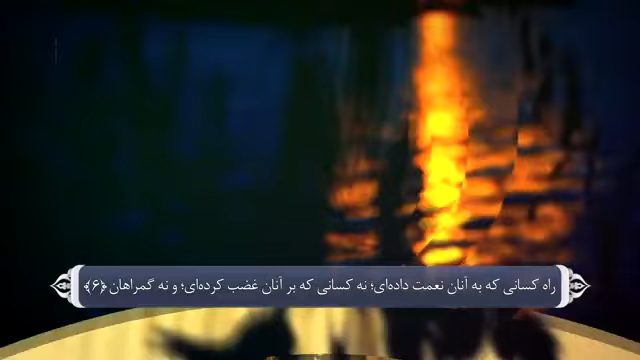 راه کسانی که به آنان نعمت داده‌ای؛ نه کسانی که بر آنان غضب کرده‌ای؛ و نه گمراهان ﴿۶﴾